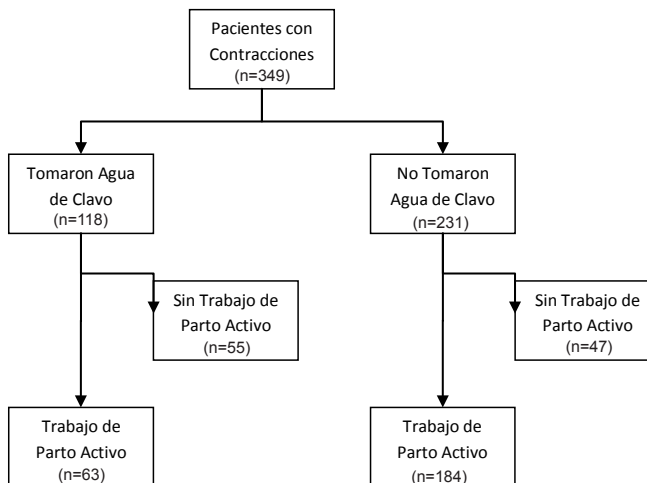 Pacientes con
Contracciones
(n=349)
Tomaron Agua
de Clavo
(n=118)
No Tomaron
Agua de Clavo
(n=231)
Sin Trabajo de
Parto Activo
(n=55)
Sin Trabajo de
Parto Activo
(n=47)
Trabajo de
Parto Activo
(n=63)
Trabajo de
Parto Activo
(n=184)